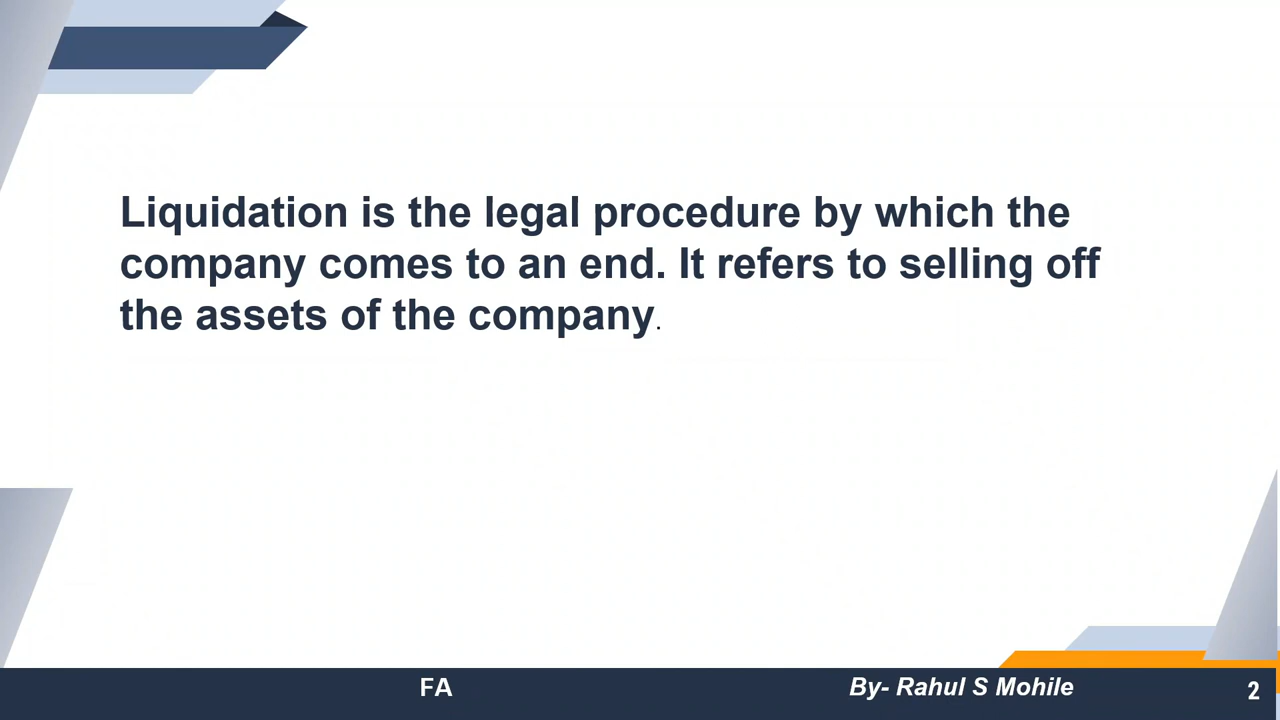 Liquidation is the legal procedure by which the
company comes to an end. It refers to selling off
the assets of the company.
FA
By- Rahul S Mohile
2